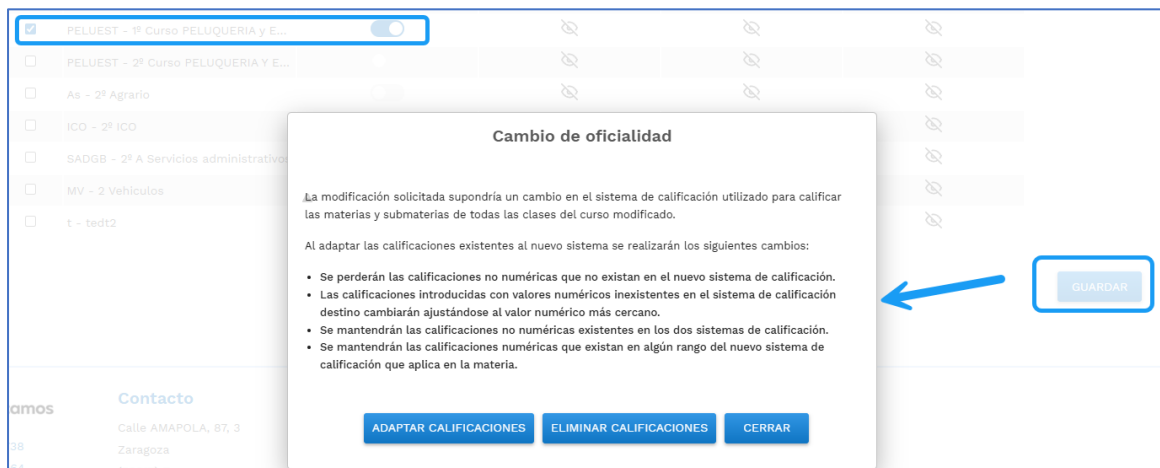 PELUEST - 1º Curso PELUQUERIA y E...
PELUEST - 2º Curso PELUQUERIA Y E...
As - 2º Agrario
ICO - 2º ICO
SADGB - 2º A Servicios administrativos
MV - 2 Vehiculos
t - tedt2
Cambio de oficialidad
La modificación solicitada supondría un cambio en el sistema de calificación utilizado para calificar
las materias y submaterias de todas las clases del curso modificado.
Al adaptar las calificaciones existentes al nuevo sistema se realizarán los siguientes cambios:
• Se perderán las calificaciones no numéricas que no existan en el nuevo sistema de calificación.
• Las calificaciones introducidas con valores numéricos inexistentes en el sistema de calificación
destino cambiarán ajustándose al valor numérico más cercano.
• Se mantendrán las calificaciones no numéricas existentes en los dos sistemas de calificación.
• Se mantendrán las calificaciones numéricas que existan en algún rango del nuevo sistema de
calificación que aplica en la materia.
ADAPTAR CALIFICACIONES ELIMINAR CALIFICACIONES CERRAR
GUARDAR
amos
38
Contacto
Calle AMAPOLA, 87, 3
Zaragoza